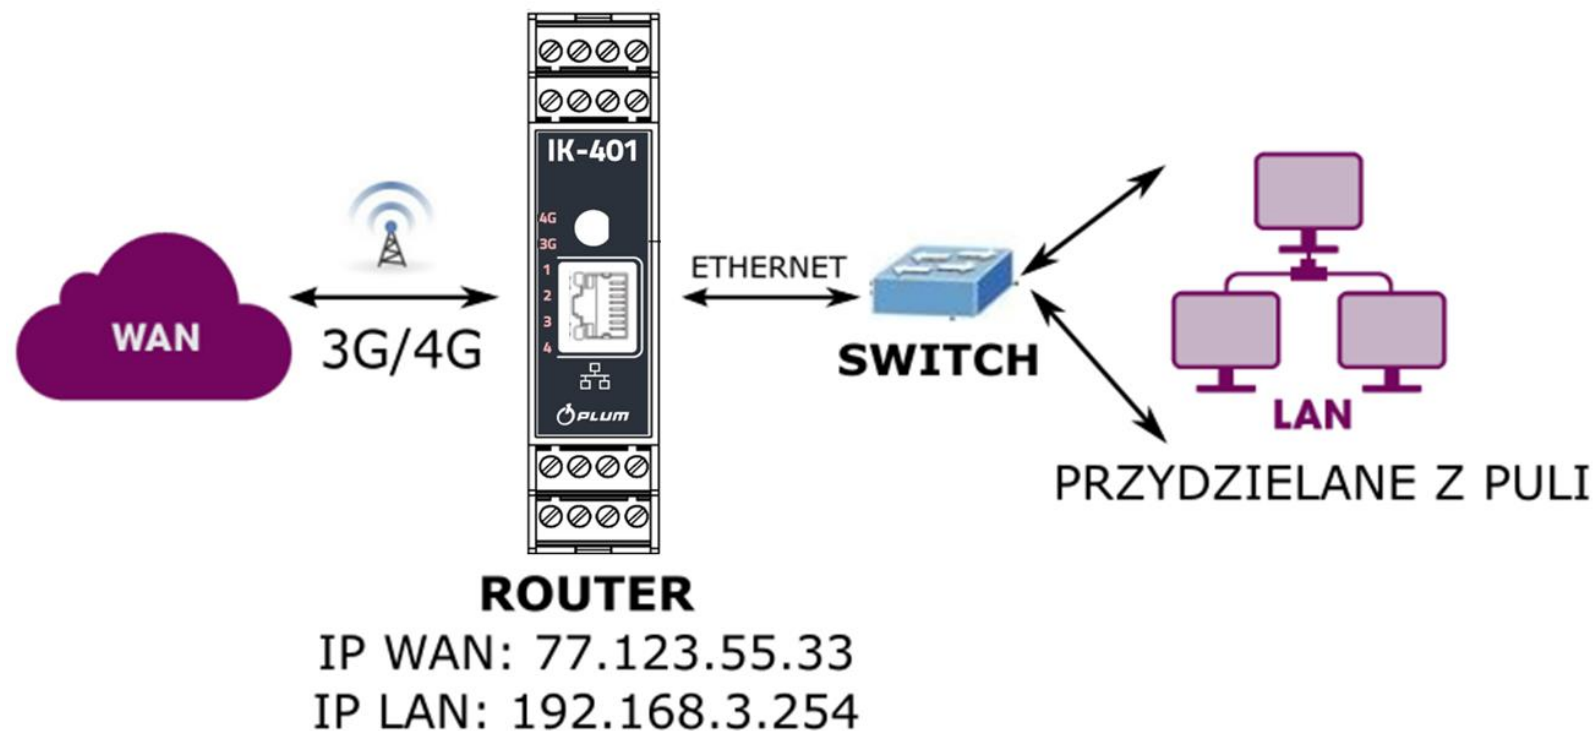 IK-401
4G
3G
1
2
3
4
PLUM
WAN
3G/4G
ETHERNET
SWITCH
LAN
PRZYDZIELANE Z PULI
ROUTER
IP WAN: 77.123.55.33
IP LAN: 192.168.3.254